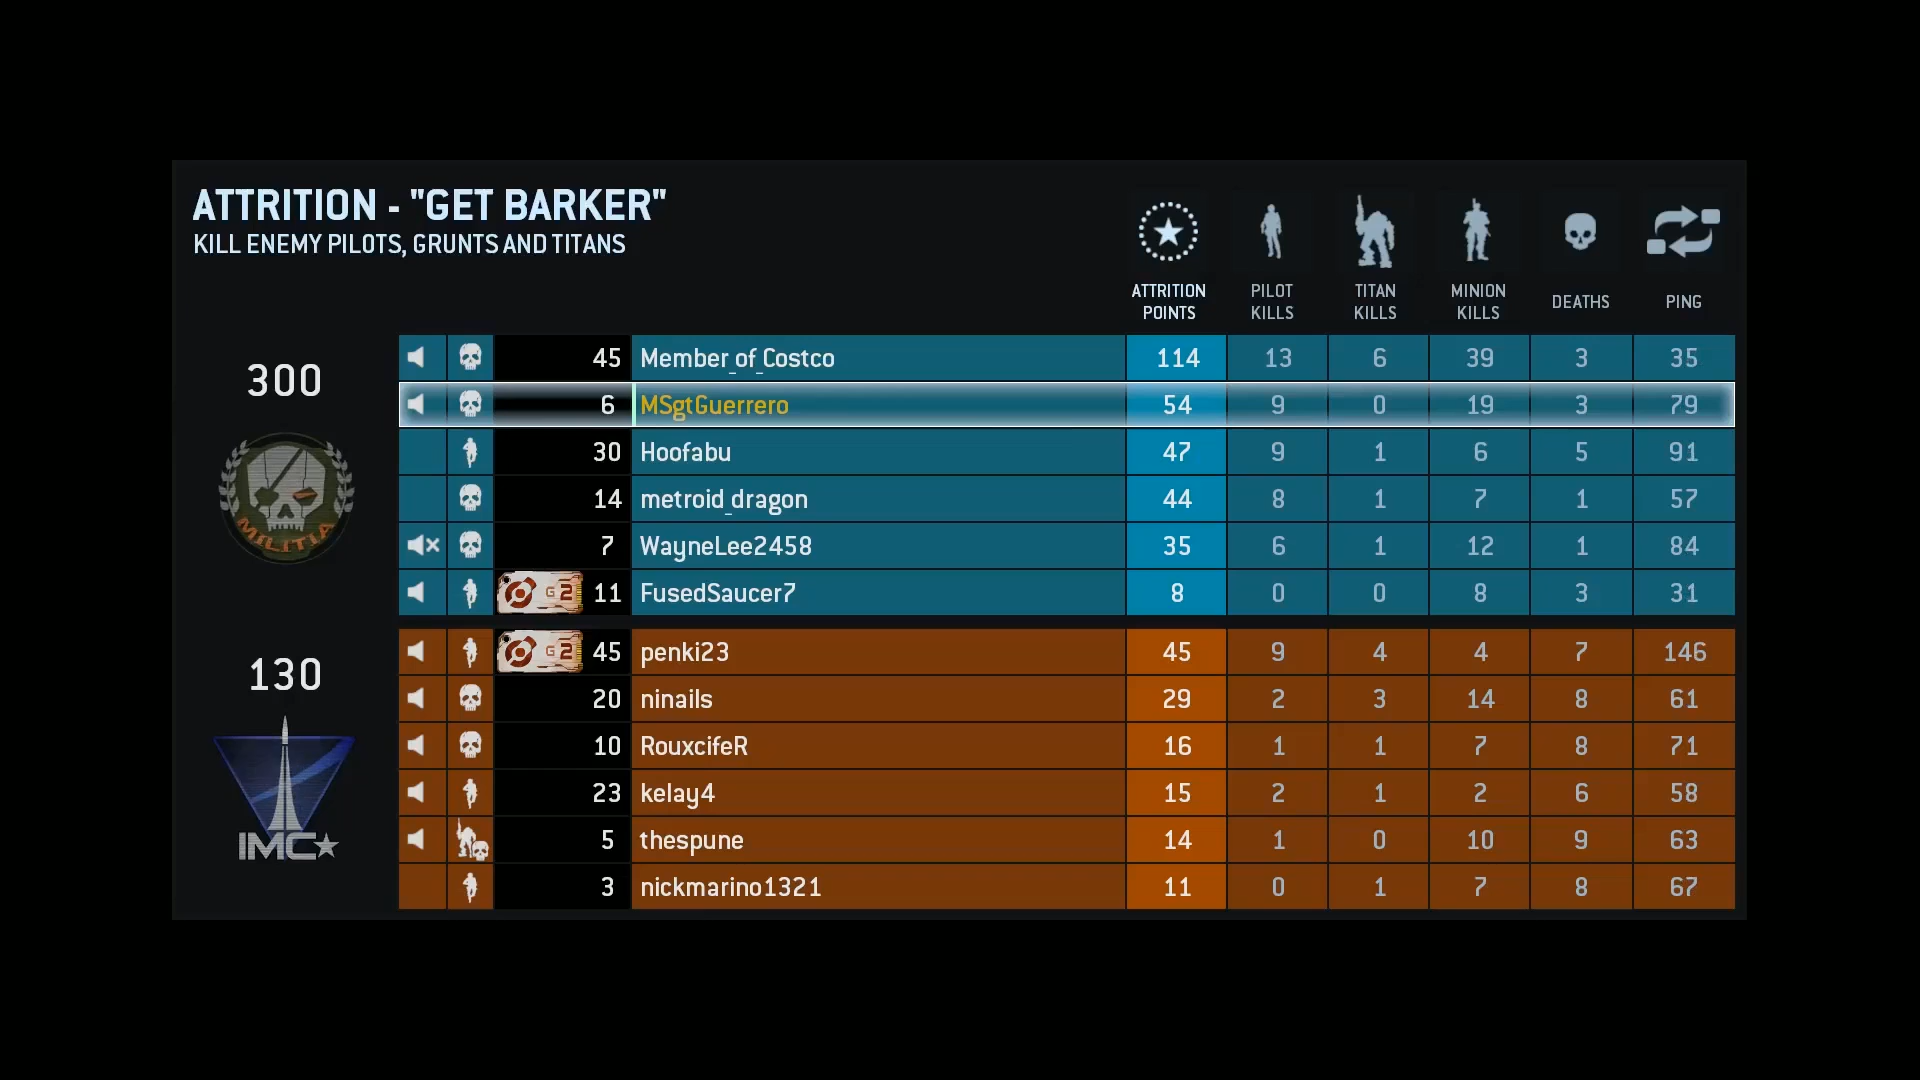 ATTRITION - "GET BARKER"
KILL ENEMY PILOTS, GRUNTS AND TITANS
ATTRITION POINTS PILOT KILLS TITAN KILLS MINION KILLS DEATHS PING
300
MILITIA
45 Member_of_Costco 114 13 6 39 3 35
6 MSgtGuerrero 54 9 0 19 3 79
30 Hoofabu 47 9 1 6 5 91
14 metroid_dragon 44 8 1 7 1 57
7 WayneLee2458 35 6 1 12 1 84
G2 11 FusedSaucer7 8 0 0 8 3 31
130
IMC
G2 45 penki23 45 9 4 4 7 146
20 ninails 29 2 3 14 8 61
10 RouxcifeR 16 1 1 7 8 71
23 kelay4 15 2 1 2 6 58
5 thespune 14 1 0 10 9 63
3 nickmarino1321 11 0 1 7 8 67